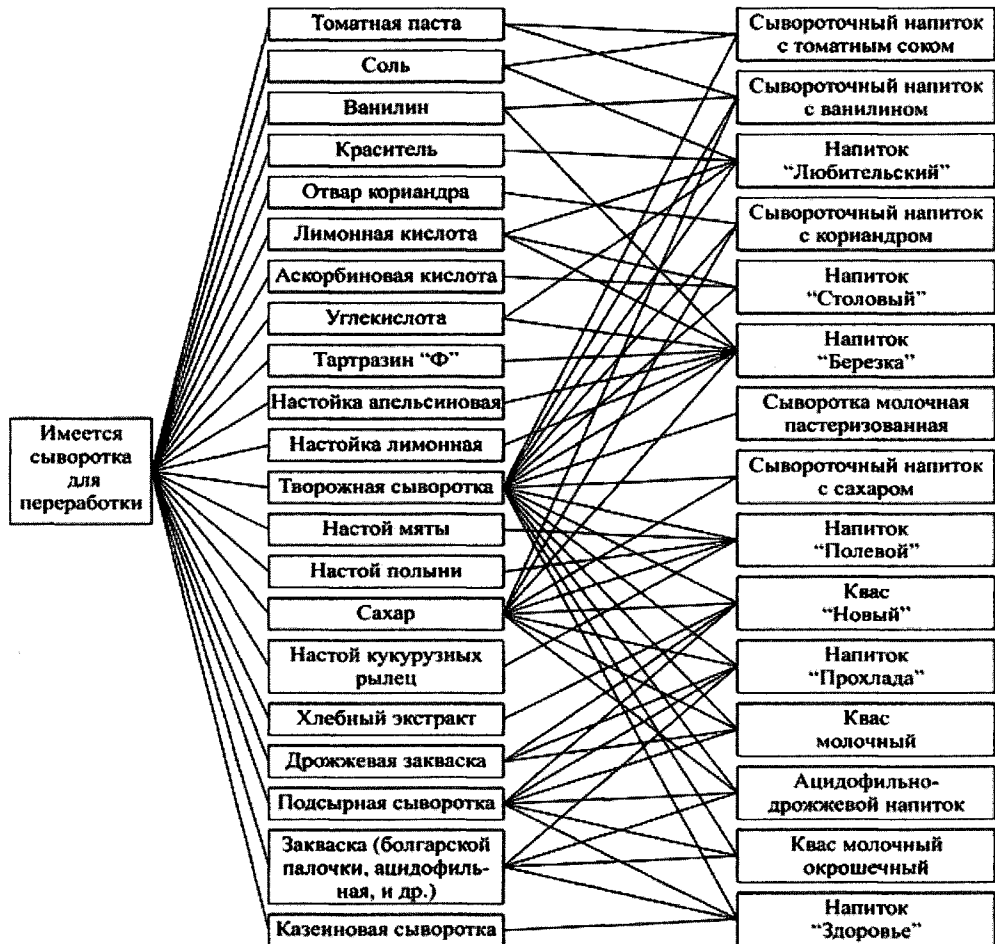 Имеется
сыворотка
для
переработки
Томатная паста
Соль
Ванилин
Краситель
Отвар кориандра
Лимонная кислота
Аскорбиновая кислота
Углекислота
Тартразин “Ф”
Настойка апельсиновая
Настойка лимонная
Творожная сыворотка
Настой мяты
Настой полыни
Сахар
Настой кукурузных
рылец
Хлебный экстракт
Дрожжевая закваска
Подсырная сыворотка
Закваска (болгарской
палочки, ацидофиль-
ная, и др.)
Казеиновая сыворотка
Сывороточный напиток
с томатным соком
Сывороточный напиток
с ванилином
Напиток
“Любительский”
Сывороточный напиток
с кориандром
Напиток
“Столовый”
Напиток
“Березка”
Сыворотка молочная
пастеризованная
Сывороточный напиток
с сахаром
Напиток
“Полевой”
Квас
“Новый”
Напиток
“Прохлада”
Квас
молочный
Ацидофильно-
дрожжевой напиток
Квас молочный
окрошечный
Напиток
“Здоровье”